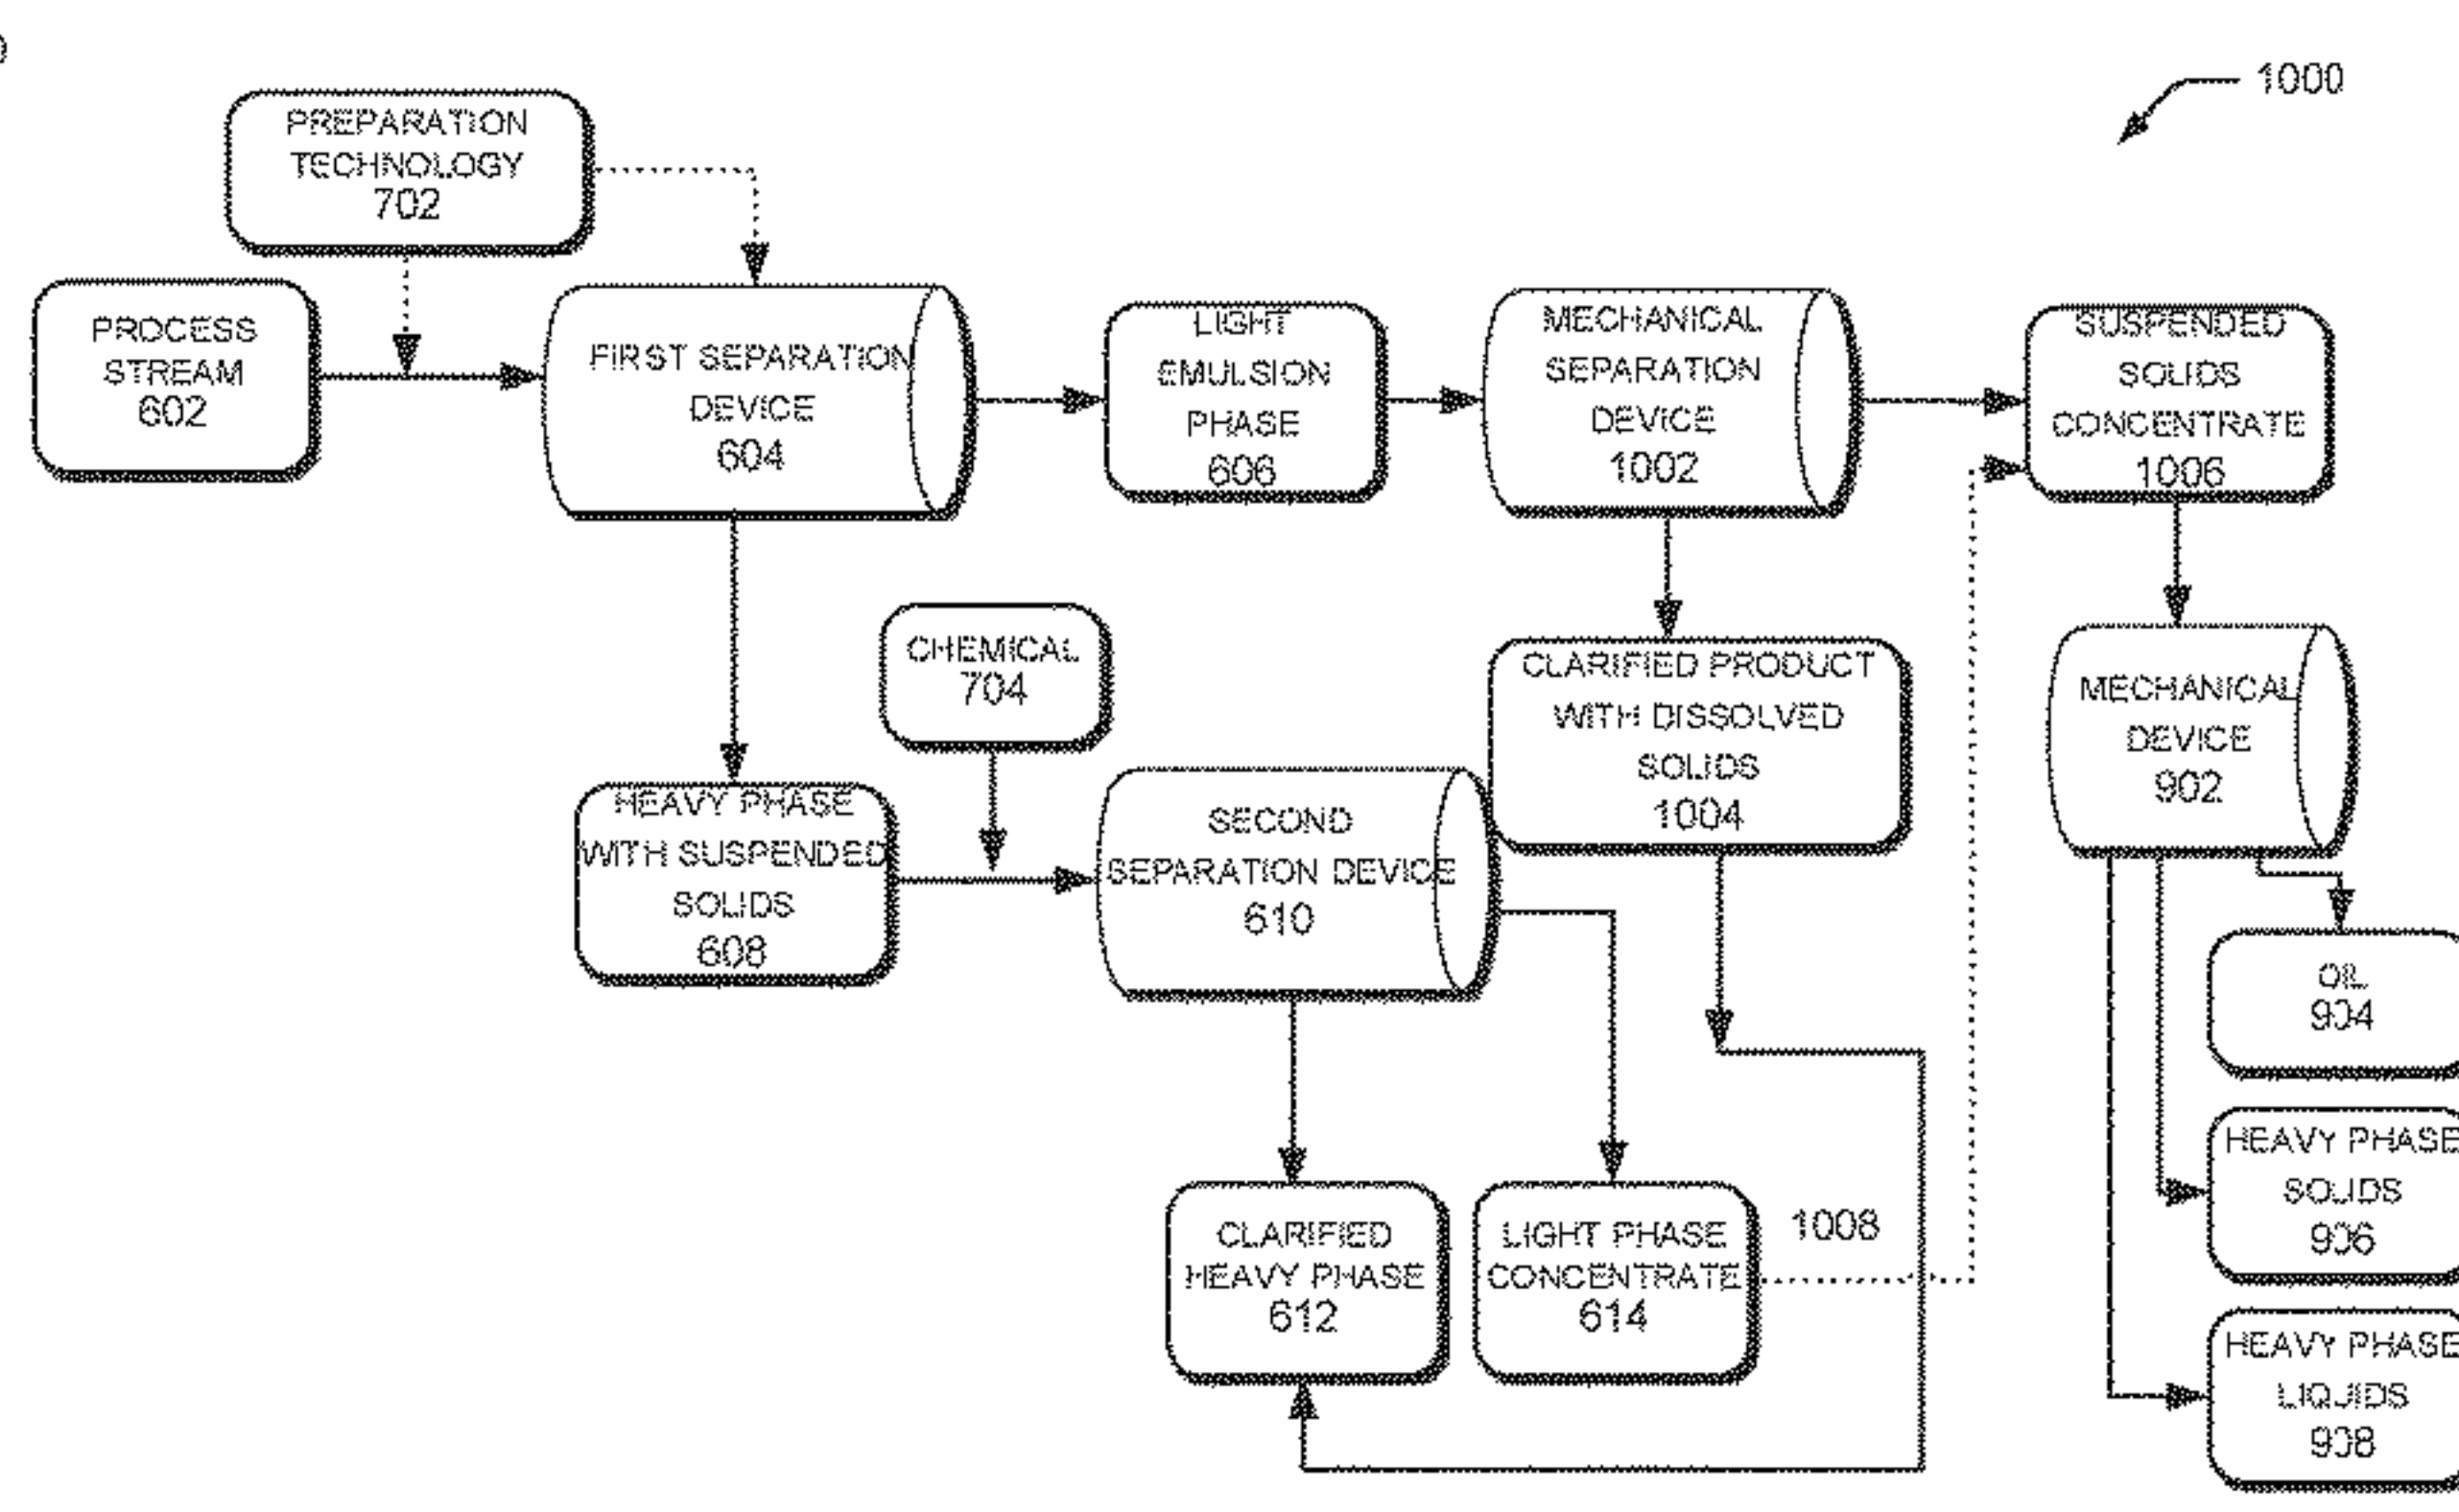 1000
PREPARATION
TECHNOLOGY
702
PROCESS
STREAM
602
FIRST SEPARATION
DEVICE
604
LIGHT
EMULSION
PHASE
606
MECHANICAL
SEPARATION
DEVICE
1002
SUSPENDED
SOLIDS
CONCENTRATE
1006
CHEMICAL
704
CLARIFIED PRODUCT
WITH DISSOLVED
SOLIDS
1004
MECHANICAL
DEVICE
902
HEAVY PHASE
WITH SUSPENDED
SOLIDS
608
SECOND
SEPARATION DEVICE
610
OIL
904
HEAVY PHASE
SOLIDS
906
CLARIFIED
HEAVY PHASE
612
LIGHT PHASE
CONCENTRATE
614
1008
HEAVY PHASE
LIQUIDS
908